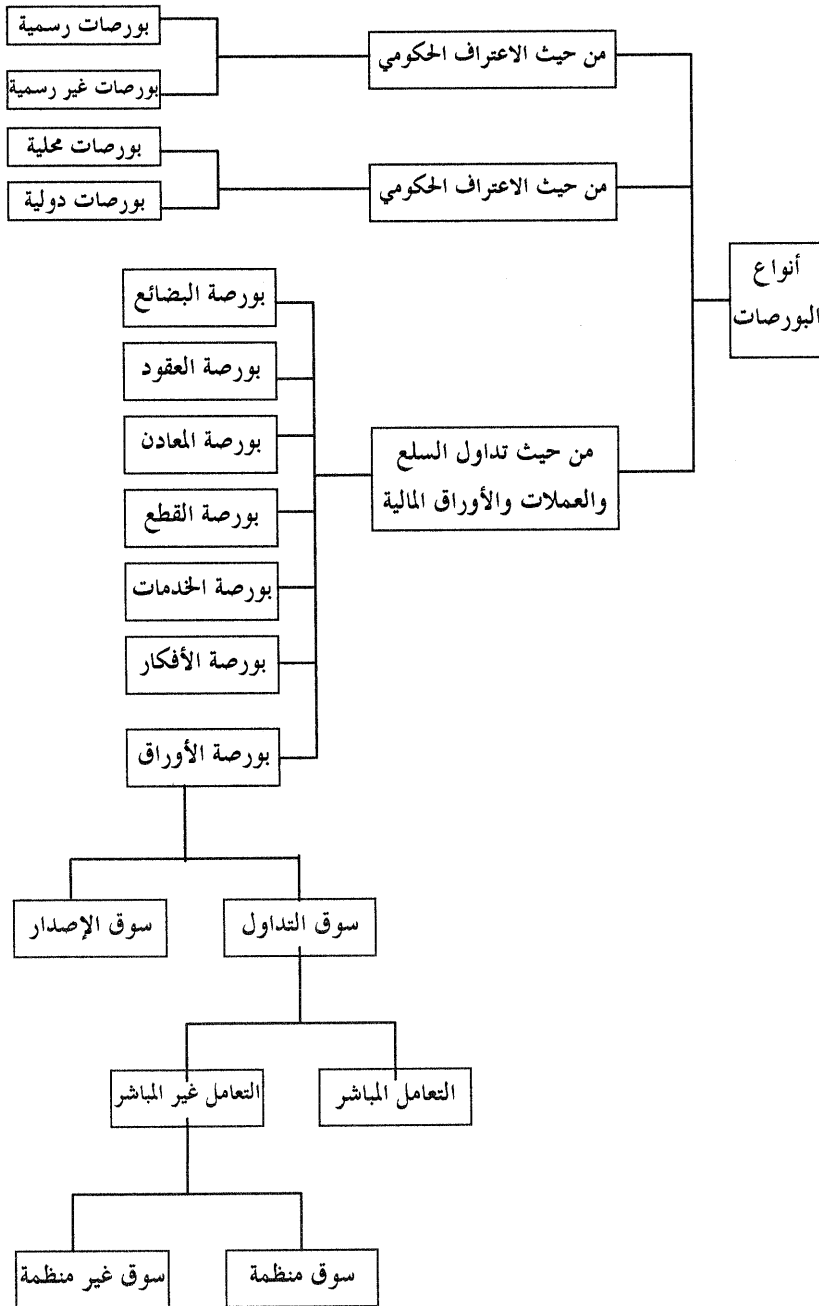 أنواع
البورصات
من حيث الاعتراف الحكومي
بورصات رسمية
بورصات غير رسمية
من حيث الاعتراف الحكومي
بورصات محلية
بورصات دولية
من حيث تداول السلع
والعملات والأوراق المالية
بورصة البضائع
بورصة العقود
بورصة المعادن
بورصة القطع
بورصة الخدمات
بورصة الأفكار
بورصة الأوراق
سوق التداول
سوق الإصدار
التعامل المباشر
التعامل غير المباشر
سوق منظمة
سوق غير منظمة